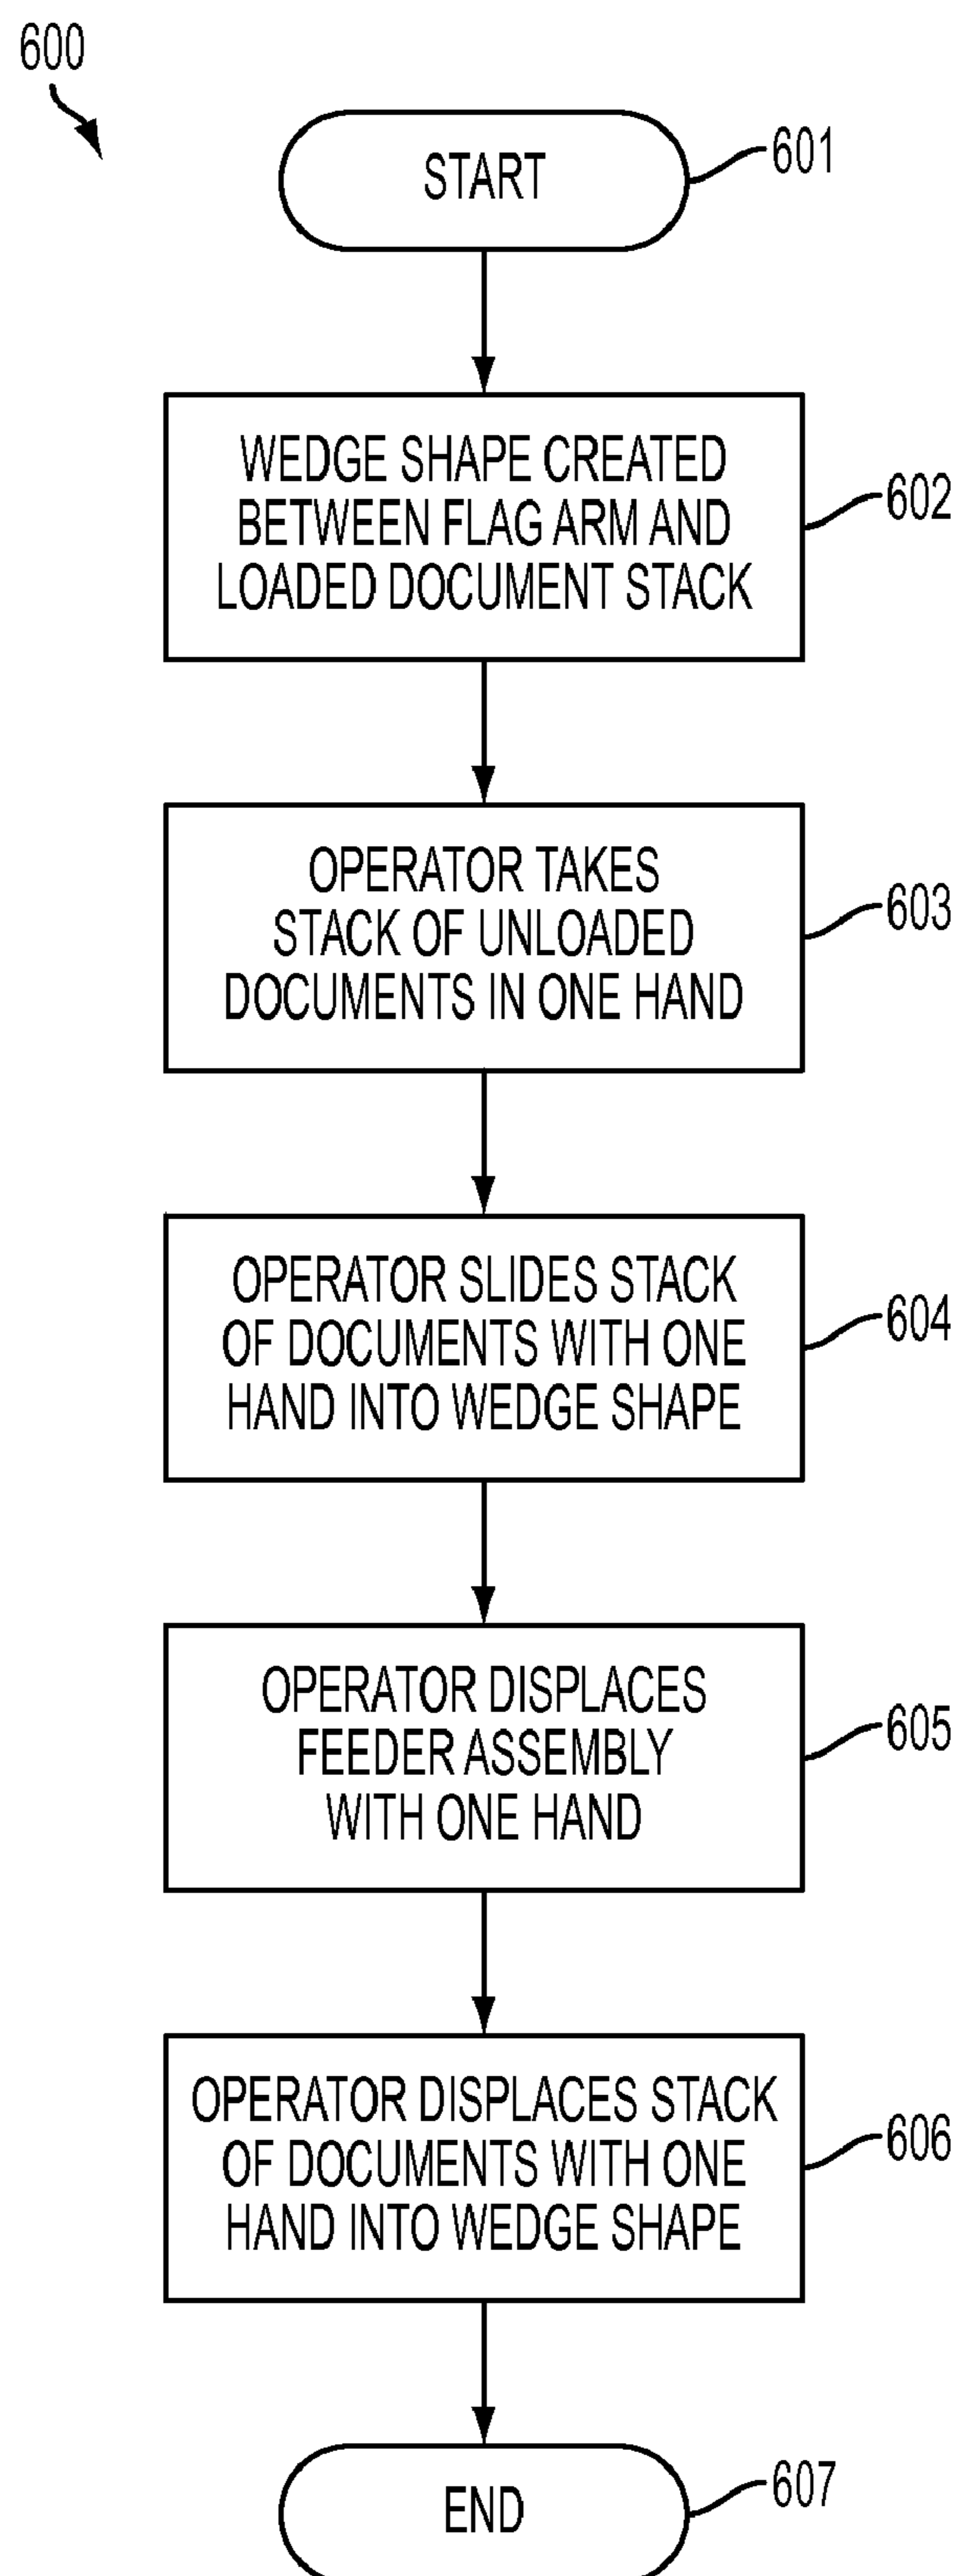 600
START
601
WEDGE SHAPE CREATED
BETWEEN FLAG ARM AND
LOADED DOCUMENT STACK
602
OPERATOR TAKES
STACK OF UNLOADED
DOCUMENTS IN ONE HAND
603
OPERATOR SLIDES STACK
OF DOCUMENTS WITH ONE
HAND INTO WEDGE SHAPE
604
OPERATOR DISPLACES
FEEDER ASSEMBLY
WITH ONE HAND
605
OPERATOR DISPLACES STACK
OF DOCUMENTS WITH ONE
HAND INTO WEDGE SHAPE
606
END
607